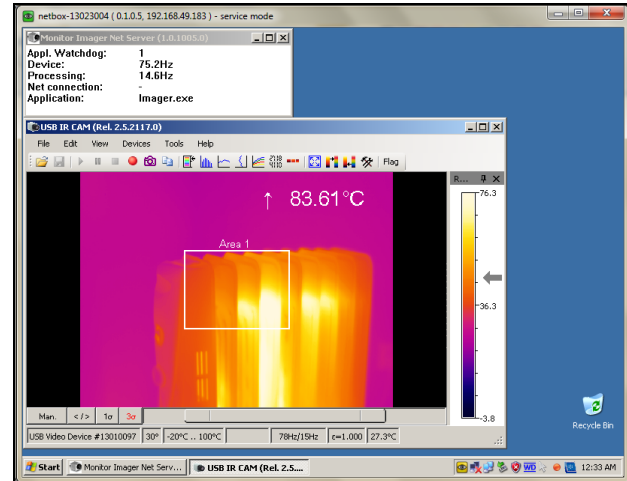 netbox-13023004 ( 0.1.0.5, 192.168.49.183 ) - service mode
Monitor Imager Net Server (1.0.1005.0)
Appl. Watchdog: 1
Device: 75.2Hz
Processing: 14.6Hz
Net connection: -
Application: Imager.exe
USB IR CAM (Rel. 2.5.2117.0)
File Edit View Devices Tools Help
Flag
R...
↑ 83.61°C
Area 1
76.3
36.3
-3.8
Man. </> 1σ 3σ
USB Video Device #13010097 30° -20°C .. 100°C 78Hz/15Hz ε=1.000 27.3°C
Recycle Bin
Start Monitor Imager Net Serv... USB IR CAM (Rel. 2.5.... WD 12:33 AM